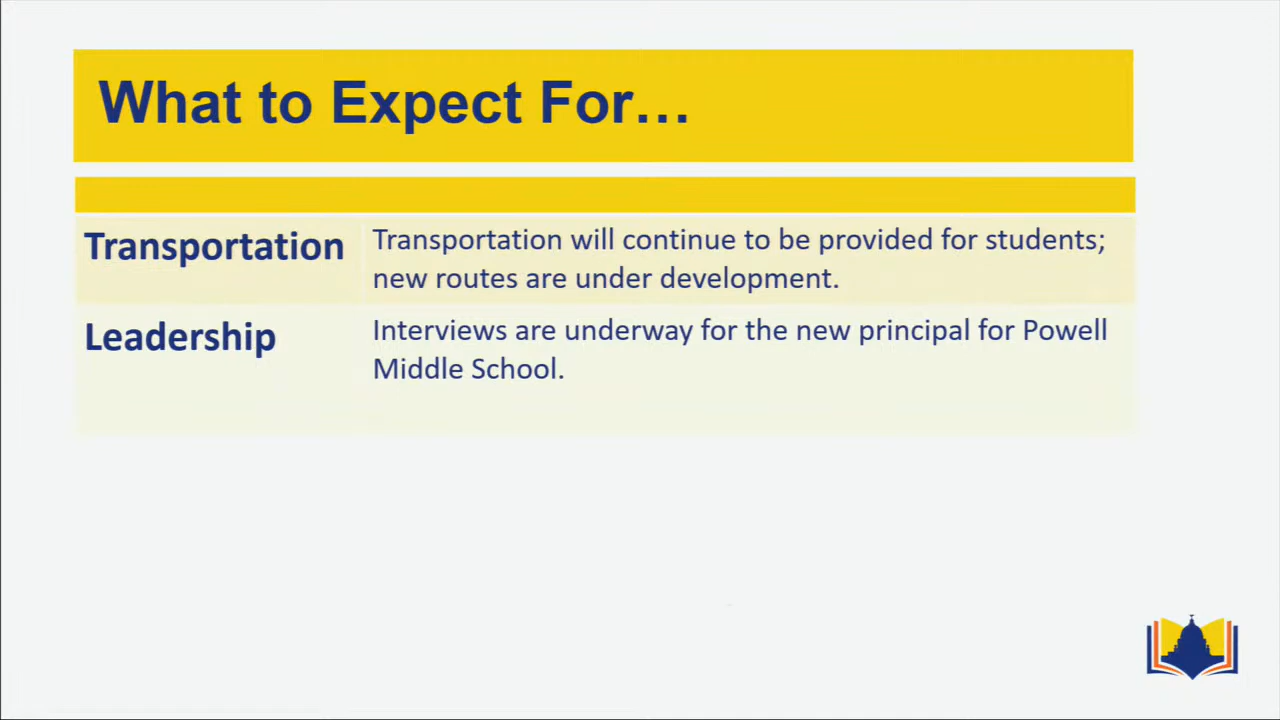 What to Expect For…
Transportation
Transportation will continue to be provided for students;
new routes are under development.
Leadership
Interviews are underway for the new principal for Powell
Middle School.